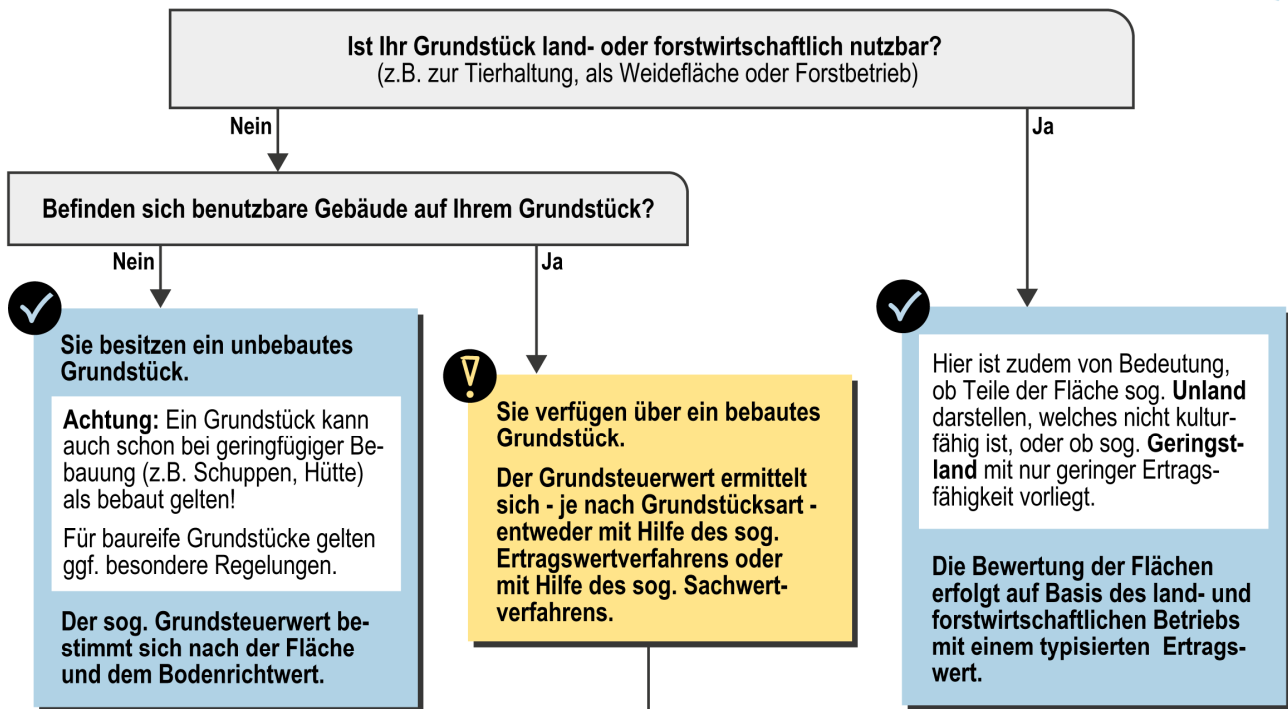 Ist Ihr Grundstück land- oder forstwirtschaftlich nutzbar?
(z.B. zur Tierhaltung, als Weidefläche oder Forstbetrieb)
Nein
Ja
Befinden sich benutzbare Gebäude auf Ihrem Grundstück?
Nein
Ja
Sie besitzen ein unbebautes
Grundstück.
Achtung: Ein Grundstück kann
auch schon bei geringfügiger Be-
bauung (z.B. Schuppen, Hütte)
als bebaut gelten!
Für baureife Grundstücke gelten
ggf. besondere Regelungen.
Der sog. Grundsteuerwert be-
stimmt sich nach der Fläche
und dem Bodenrichtwert.
Sie verfügen über ein bebautes
Grundstück.
Der Grundsteuerwert ermittelt
sich - je nach Grundstücksart -
entweder mit Hilfe des sog.
Ertragswertverfahrens oder
mit Hilfe des sog. Sachwert-
verfahrens.
Hier ist zudem von Bedeutung,
ob Teile der Fläche sog. Unland
darstellen, welches nicht kultur-
fähig ist, oder ob sog. Geringst-
land mit nur geringer Ertrags-
fähigkeit vorliegt.
Die Bewertung der Flächen
erfolgt auf Basis des land- und
forstwirtschaftlichen Betriebs
mit einem typisierten Ertrags-
wert.